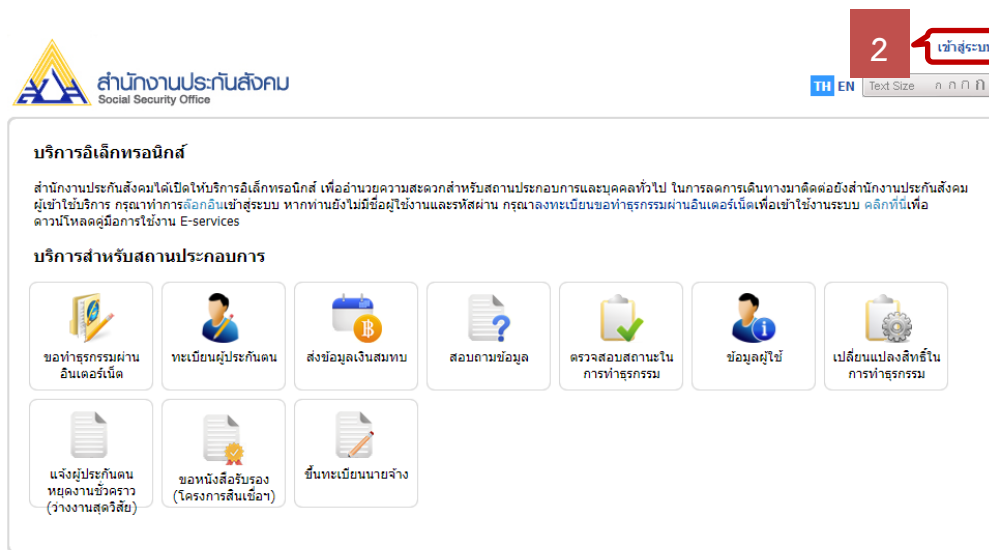 2
เข้าสู่ระบบ
สำนักงานประกันสังคม
Social Security Office
TH EN Text Size ก ก ก ก
บริการอิเล็กทรอนิกส์
สำนักงานประกันสังคมได้เปิดให้บริการอิเล็กทรอนิกส์ เพื่ออำนวยความสะดวกสำหรับสถานประกอบการและบุคคลทั่วไป ในการลดการเดินทางมาติดต่อยังสำนักงานประกันสังคม
ผู้เข้าใช้บริการ กรุณาทำการล๊อกอินเข้าสู่ระบบ หากท่านยังไม่มีชื่อผู้ใช้งานและรหัสผ่าน กรุณาลงทะเบียนขอทำธุรกรรมผ่านอินเตอร์เน็ตเพื่อเข้าใช้งานระบบ คลิกที่นี่เพื่อ
ดาวน์โหลดคู่มือการใช้งาน E-services
บริการสำหรับสถานประกอบการ
ขอทำธุรกรรมผ่าน
อินเตอร์เน็ต
ทะเบียนผู้ประกันตน
ส่งข้อมูลเงินสมทบ
สอบถามข้อมูล
ตรวจสอบสถานะใน
การทำธุรกรรม
ข้อมูลผู้ใช้
เปลี่ยนแปลงสิทธิ์ใน
การทำธุรกรรม
แจ้งผู้ประกันตน
หยุดงานชั่วคราว
(ว่างงานสุดวิสัย)
ขอหนังสือรับรอง
(โครงการสินเชื่อฯ)
ขึ้นทะเบียนนายจ้าง